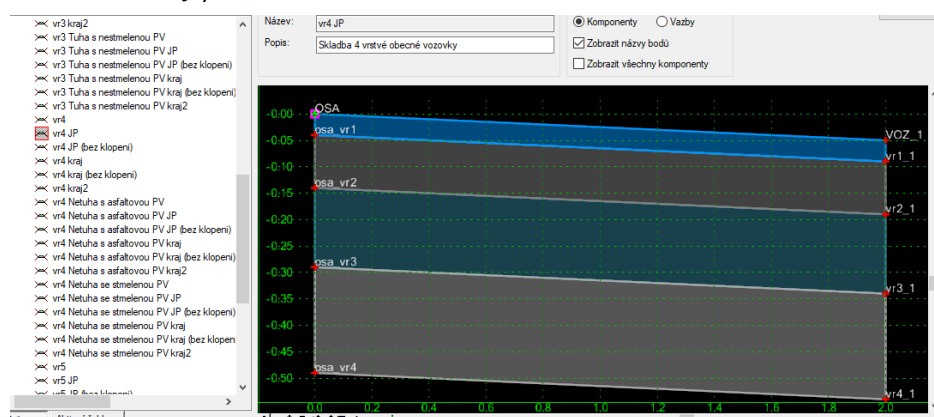 vr3 kraj2
vr3 Tuha s nestmelenou PV
vr3 Tuha s nestmelenou PV JP
vr3 Tuha s nestmelenou PV JP (bez klopeni)
vr3 Tuha s nestmelenou PV kraj
vr3 Tuha s nestmelenou PV kraj (bez klopeni)
vr3 Tuha s nestmelenou PV kraj2
vr4
vr4 JP
vr4 JP (bez klopeni)
vr4 kraj
vr4 kraj (bez klopeni)
vr4 kraj2
vr4 Netuha s asfaltovou PV
vr4 Netuha s asfaltovou PV JP
vr4 Netuha s asfaltovou PV JP (bez klopeni)
vr4 Netuha s asfaltovou PV kraj
vr4 Netuha s asfaltovou PV kraj (bez klopeni)
vr4 Netuha s asfaltovou PV kraj2
vr4 Netuha se stmelenou PV
vr4 Netuha se stmelenou PV JP
vr4 Netuha se stmelenou PV JP (bez klopeni)
vr4 Netuha se stmelenou PV kraj
vr4 Netuha se stmelenou PV kraj (bez klopen
vr4 Netuha se stmelenou PV kraj2
vr5
vr5 JP
vr5 JP (bez klopeni)
Název: vr4 JP
Popis: Skladba 4 vrstvé obecné vozovky
Komponenty Vazby
Zobrazit názvy bodů
Zobrazit všechny komponenty
OSA
-0.00
-0.05 osa_vr1 VOZ_1
-0.10 vr1_1
-0.15 osa_vr2
-0.20 vr2_1
-0.25
-0.30 osa_vr3
-0.35 vr3_1
-0.40
-0.45
-0.50 osa_vr4
vr4_1
0.0 0.2 0.4 0.6 0.8 1.0 1.2 1.4 1.6 1.8 2.0